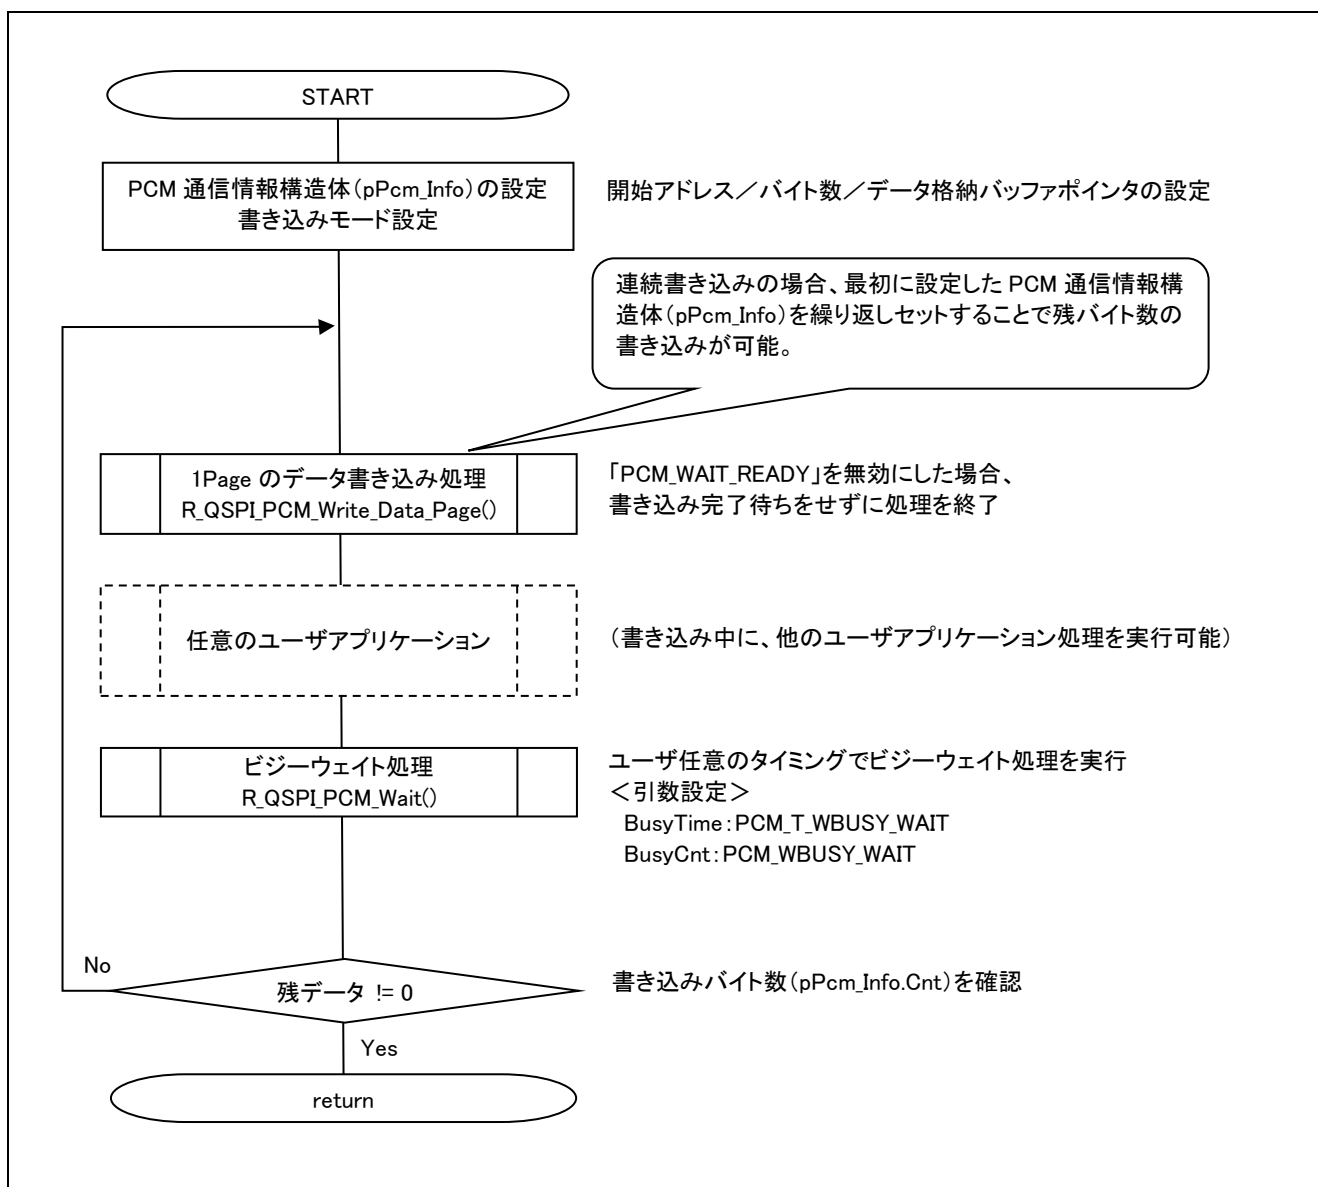 START
PCM 通信情報構造体(pPcm_Info)の設定
書き込みモード設定
開始アドレス/バイト数/データ格納バッファポインタの設定
連続書き込みの場合、最初に設定した PCM 通信情報構
造体(pPcm_Info)を繰り返しセットすることで残バイト数の
書き込みが可能。
1Page のデータ書き込み処理
R_QSPI_PCM_Write_Data_Page()
「PCM_WAIT_READY」を無効にした場合、
書き込み完了待ちをせずに処理を終了
任意のユーザアプリケーション
(書き込み中に、他のユーザアプリケーション処理を実行可能)
ビジーウェイト処理
R_QSPI_PCM_Wait()
ユーザ任意のタイミングでビジーウェイト処理を実行
<引数設定>
BusyTime:PCM_T_WBUSY_WAIT
BusyCnt:PCM_WBUSY_WAIT
No
残データ != 0
書き込みバイト数(pPcm_Info.Cnt)を確認
Yes
return